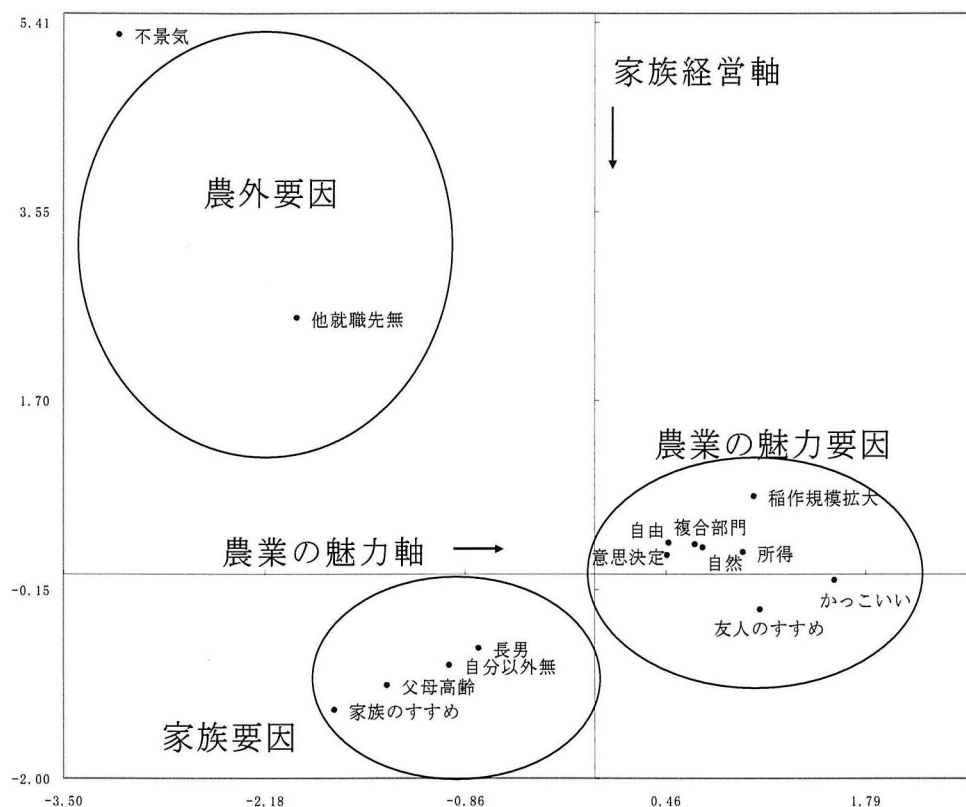 5.41
不景気
家族経営軸
農外要因
3.55
他就職先無
1.70
農業の魅力要因
稲作規模拡大
自由
複合部門
農業の魅力軸
意思決定
自然
所得
-0.15
かっこいい
友人のすすめ
長男
自分以外無
父母高齢
家族のすすめ
家族要因
-2.00
-3.50
-2.18
-0.86
0.46
1.79